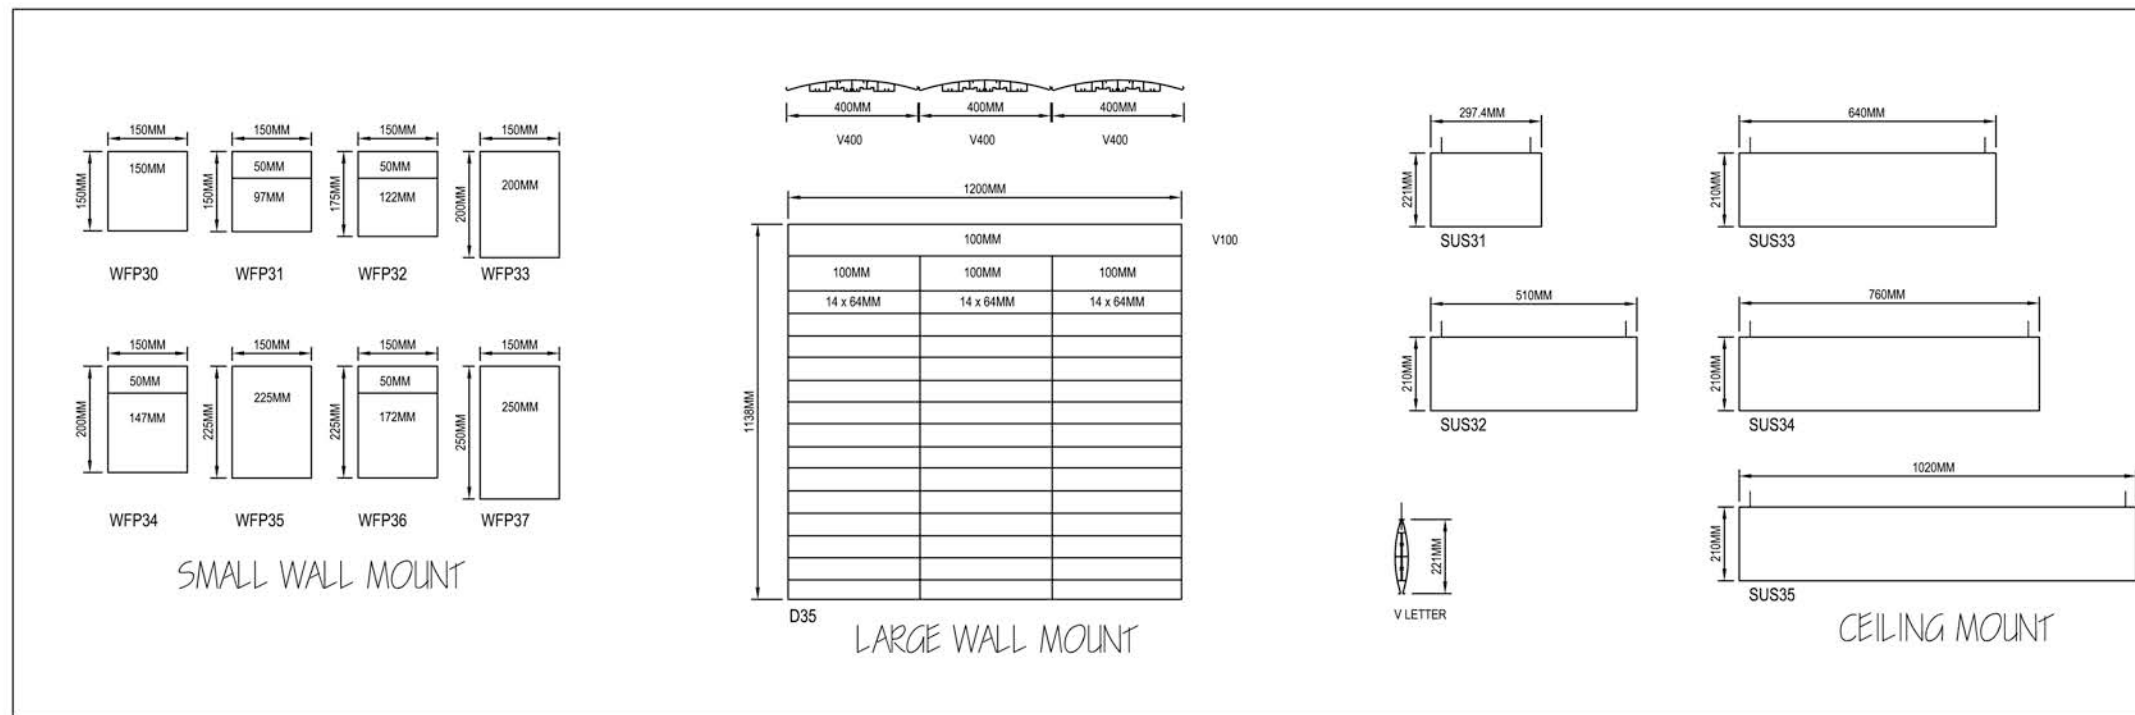 150MM 150MM 150MM 150MM
150MM 150MM 50MM 97MM 175MM 50MM 122MM 200MM 200MM
150MM
WFP30 WFP31 WFP32 WFP33
150MM 150MM 150MM 150MM
200MM 50MM 147MM 225MM 225MM 225MM 50MM 172MM 250MM 250MM
WFP34 WFP35 WFP36 WFP37
SMALL WALL MOUNT
400MM 400MM 400MM
V400 V400 V400
1200MM
100MM V100
100MM 100MM 100MM
14 x 64MM 14 x 64MM 14 x 64MM
1138MM
D35
LARGE WALL MOUNT
297.4MM 640MM
221MM 210MM
SUS31 SUS33
510MM 760MM
210MM 210MM
SUS32 SUS34
1020MM
221MM 210MM
V LETTER SUS35
CEILING MOUNT